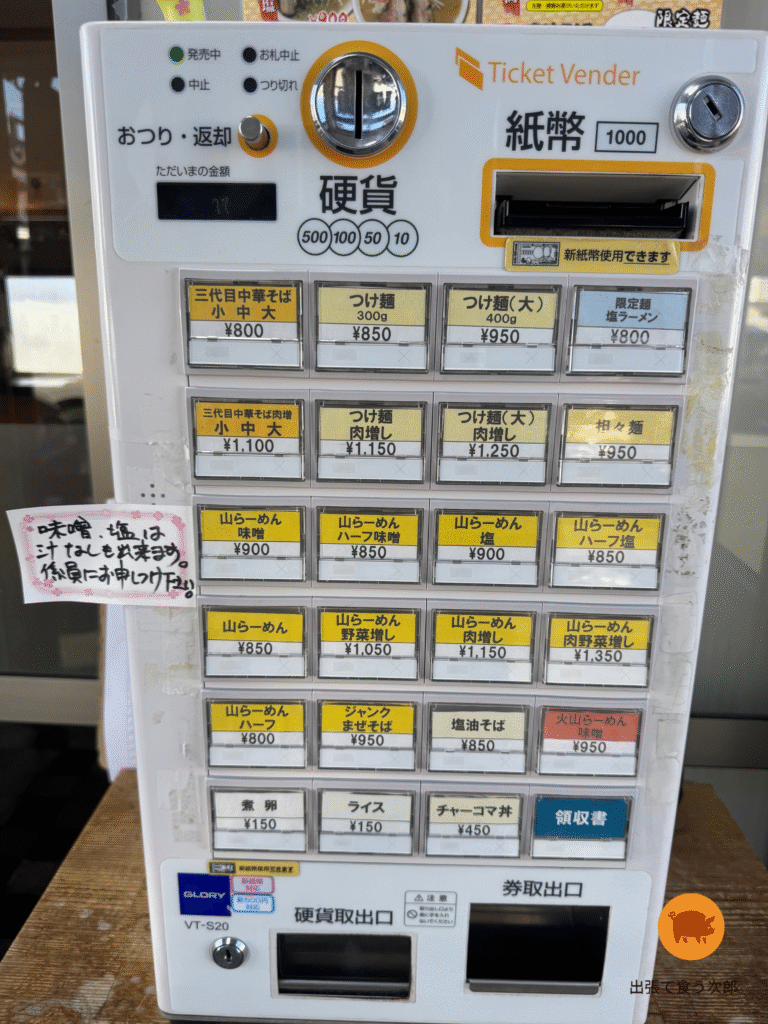 発売中
お札中止
中止
つり切れ
Ticket Vender
おつり・返却
紙幣 1000
ただいまの金額
硬貨
500 100 50 10
新紙幣使用できます
三代目中華そば
小 中 大
¥800
つけ麺
300g
¥850
つけ麺(大)
400g
¥950
限定麺
塩ラーメン
¥800
三代目中華そば肉増
小 中 大
¥1,100
つけ麺
肉増し
¥1,150
つけ麺(大)
肉増し
¥1,250
担々麺
¥950
味噌、塩は
汁なしも出来ます。
係員にお申しつけ下さい
山らーめん
味噌
¥900
山らーめん
ハーフ味噌
¥850
山らーめん
塩
¥900
山らーめん
ハーフ塩
¥850
山らーめん
¥850
山らーめん
野菜増し
¥1,050
山らーめん
肉増し
¥1,150
山らーめん
肉野菜増し
¥1,350
山らーめん
ハーフ
¥800
ジャンク
まぜそば
¥950
塩油そば
¥850
火山らーめん
味噌
¥950
煮 卵
¥150
ライス
¥150
チャーコマ丼
¥450
領収書
GLORY
VT-S20
硬貨取出口
注意
券取出口
出張で食う次郎